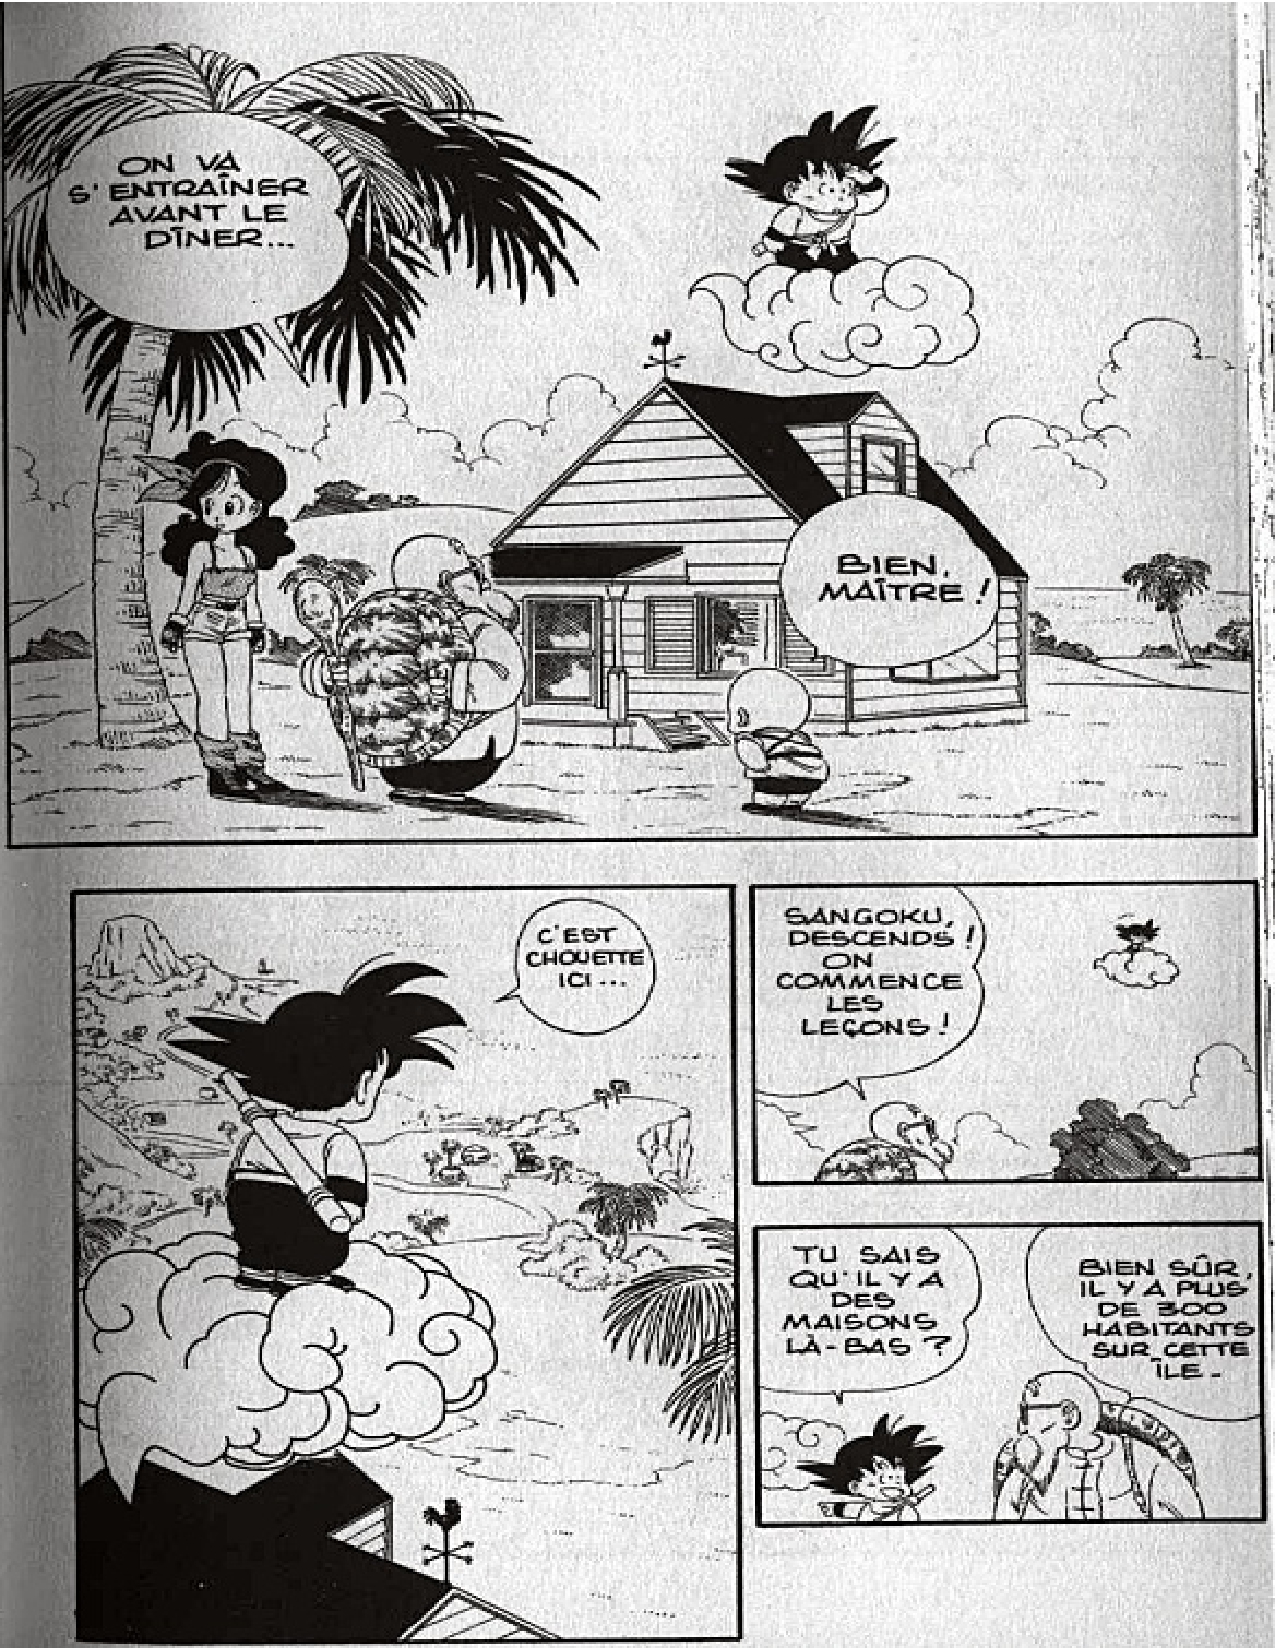 ON VA
S'ENTRAÎNER
AVANT LE
DÎNER...
BIEN,
MAÎTRE !
C'EST
CHOUETTE
ICI...
SANGOKU,
DESCENDS !
ON
COMMENCE
LES
LEÇONS !
TU SAIS
QU'IL Y A
DES
MAISONS
LÀ-BAS ?
BIEN SÛR,
IL Y A PLUS
DE 300
HABITANTS
SUR CETTE
ÎLE.